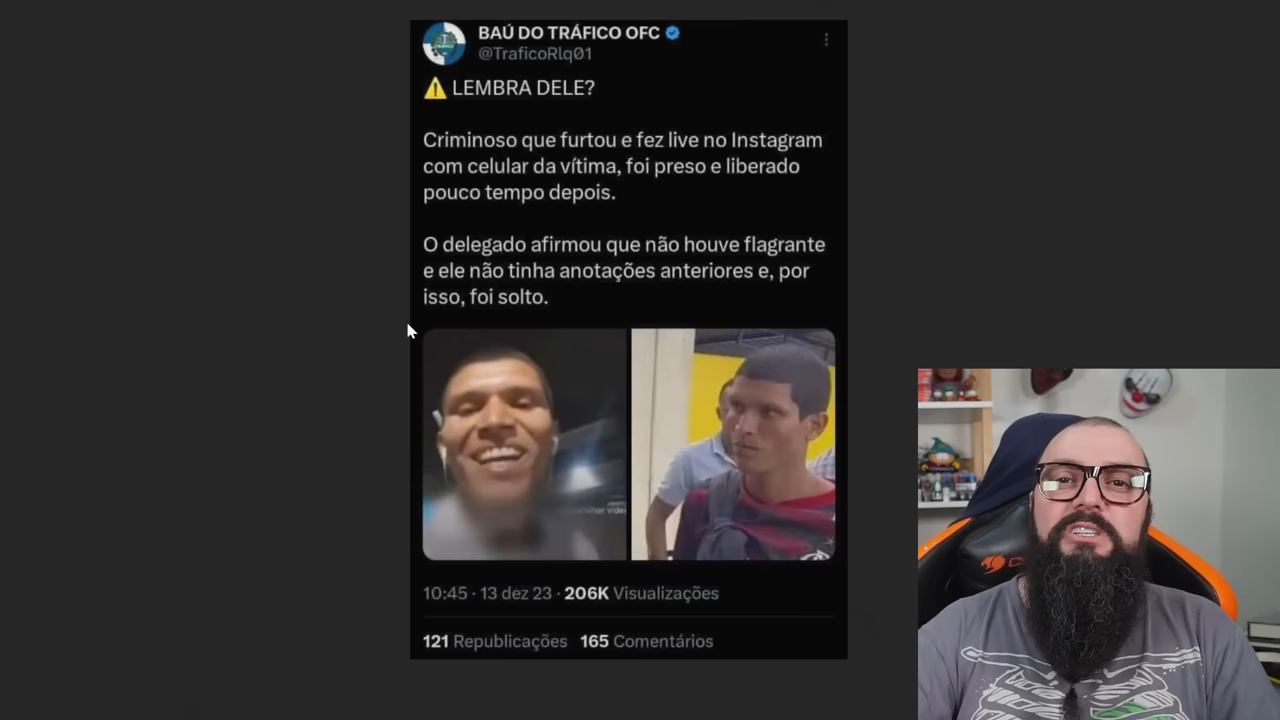 BAÚ DO TRÁFICO OFC
@TraficoRlq01
⚠️ LEMBRA DELE?
Criminoso que furtou e fez live no Instagram
com celular da vítima, foi preso e liberado
pouco tempo depois.
O delegado afirmou que não houve flagrante
e ele não tinha anotações anteriores e, por
isso, foi solto.
10:45 · 13 dez 23 · 206K Visualizações
121 Republicações 165 Comentários